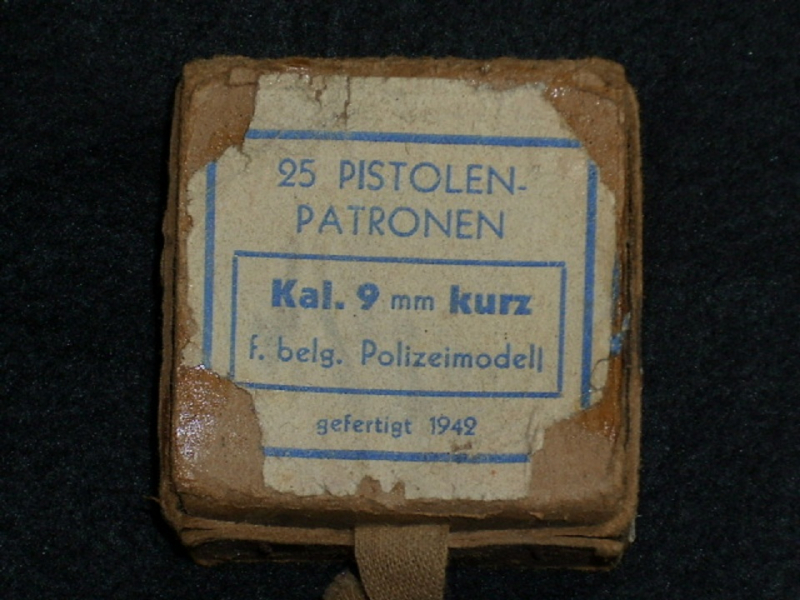 25 PISTOLEN-
PATRONEN
Kal. 9 mm kurz
f. belg. Polizeimodell
gefertigt 1942